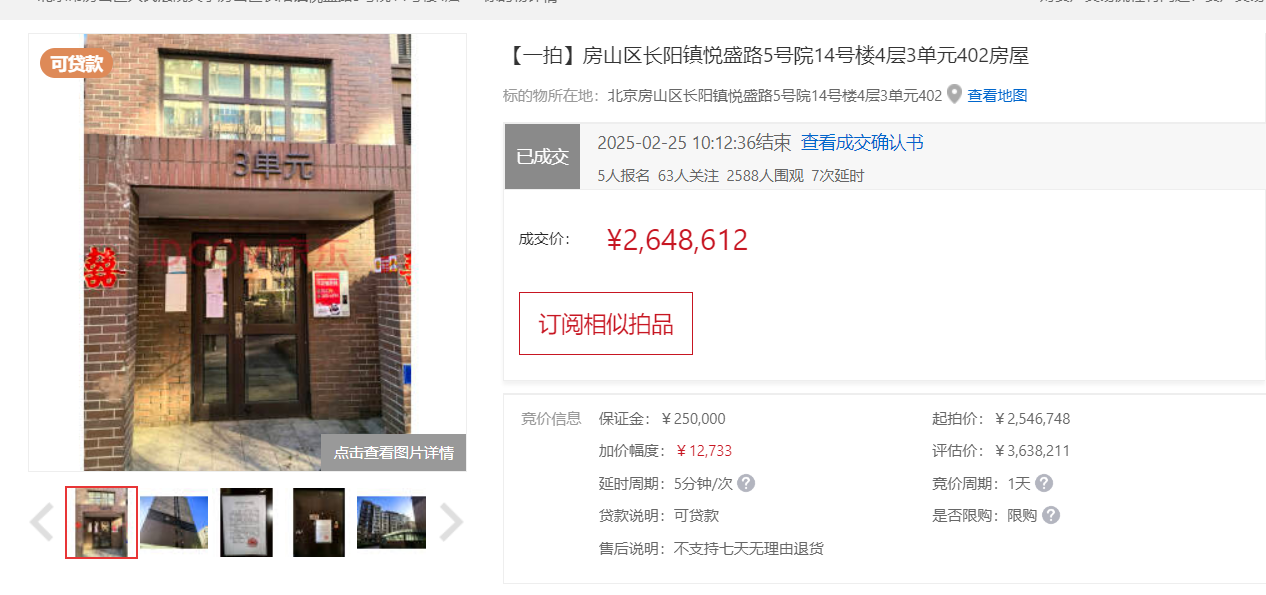 可贷款
3单元
JD.COM 京东
囍
点击查看图片详情
【一拍】房山区长阳镇悦盛路5号院14号楼4层3单元402房屋
标的物所在地：北京房山区长阳镇悦盛路5号院14号楼4层3单元402 查看地图
已成交
2025-02-25 10:12:36结束 查看成交确认书
5人报名 63人关注 2588人围观 7次延时
成交价：
¥2,648,612
订阅相似拍品
竞价信息
保证金：￥250,000
起拍价：￥2,546,748
加价幅度：￥12,733
评估价：￥3,638,211
延时周期：5分钟/次 ?
竞价周期：1天 ?
贷款说明：可贷款
是否限购：限购 ?
售后说明：不支持七天无理由退货